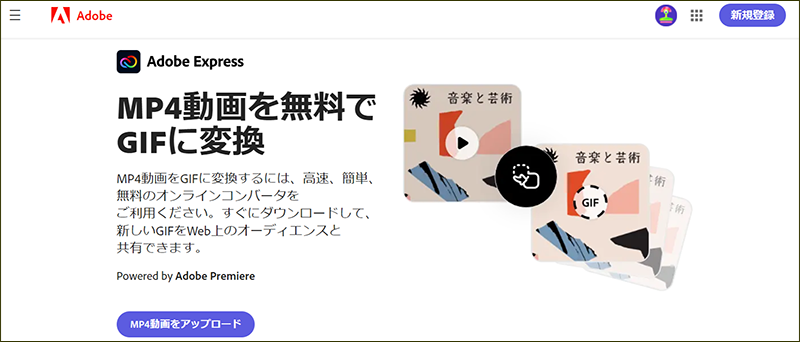 Adobe
新規登録
Adobe Express
MP4動画を無料で
GIFに変換
MP4動画をGIFに変換するには、高速、簡単、
無料のオンラインコンバータを
ご利用ください。すぐにダウンロードして、
新しいGIFをWeb上のオーディエンスと
共有できます。
Powered by Adobe Premiere
MP4動画をアップロード
音楽と芸術
音楽と芸術
GIF